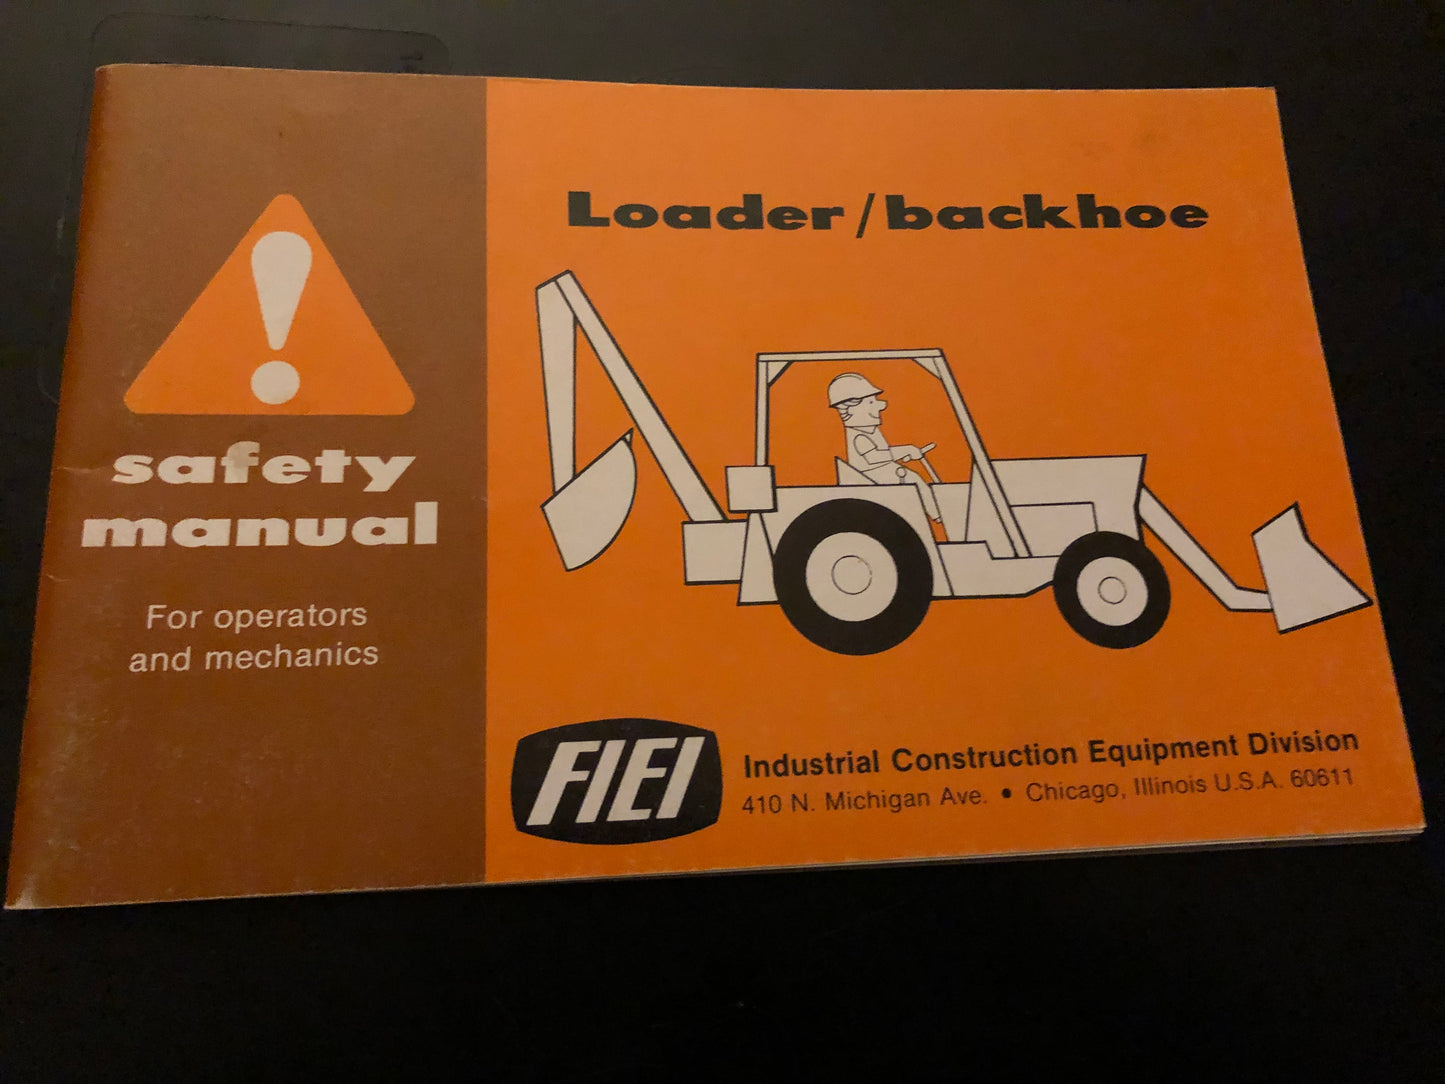 !
safety
manual
For operators
and mechanics
Loader/backhoe
FIEI
Industrial Construction Equipment Division
410 N. Michigan Ave. • Chicago, Illinois U.S.A. 60611